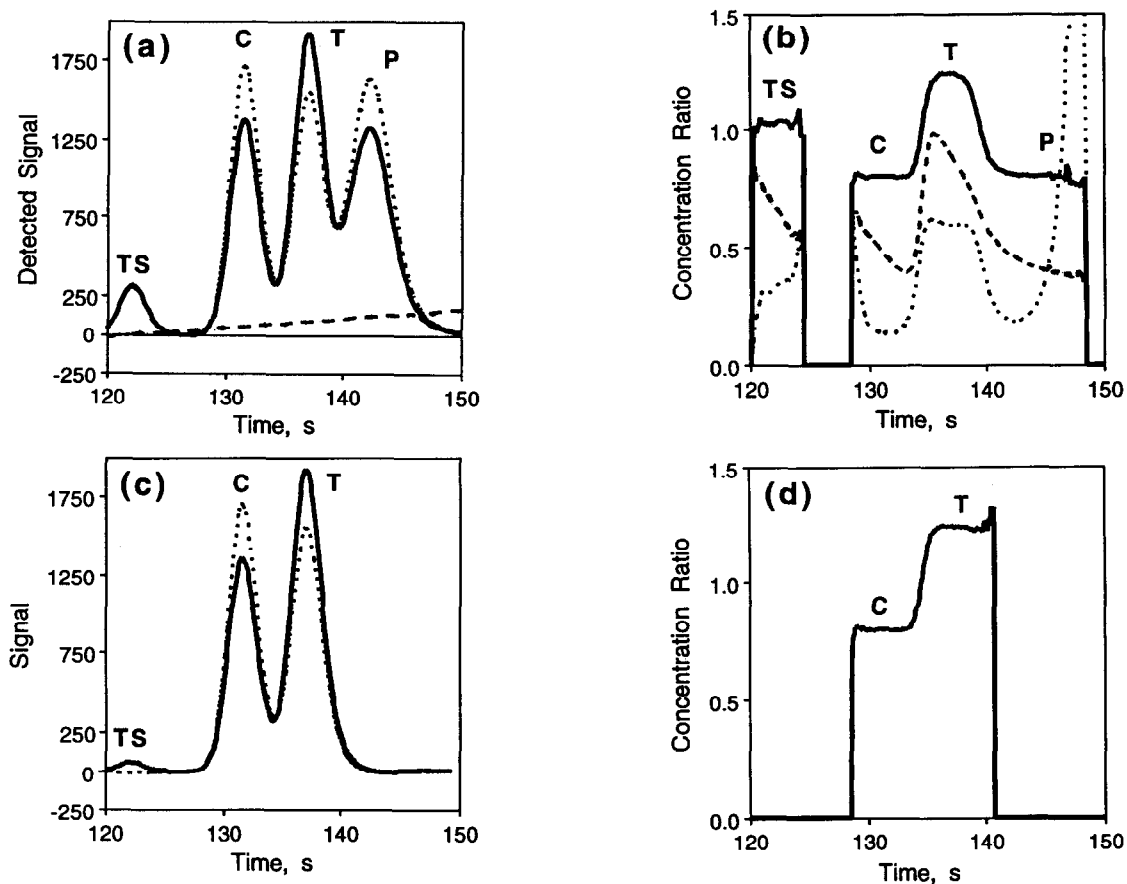 (a)
C
T
P
TS
Detected Signal
1750
1250
750
250
0
-250
120
130
140
150
Time, s
(b)
TS
C
T
P
Concentration Ratio
1.5
1.0
0.5
0.0
120
130
140
150
Time, s
(c)
C
T
TS
Signal
1750
1250
750
250
0
-250
120
130
140
150
Time, s
(d)
C
T
Concentration Ratio
1.5
1.0
0.5
0.0
120
130
140
150
Time, s